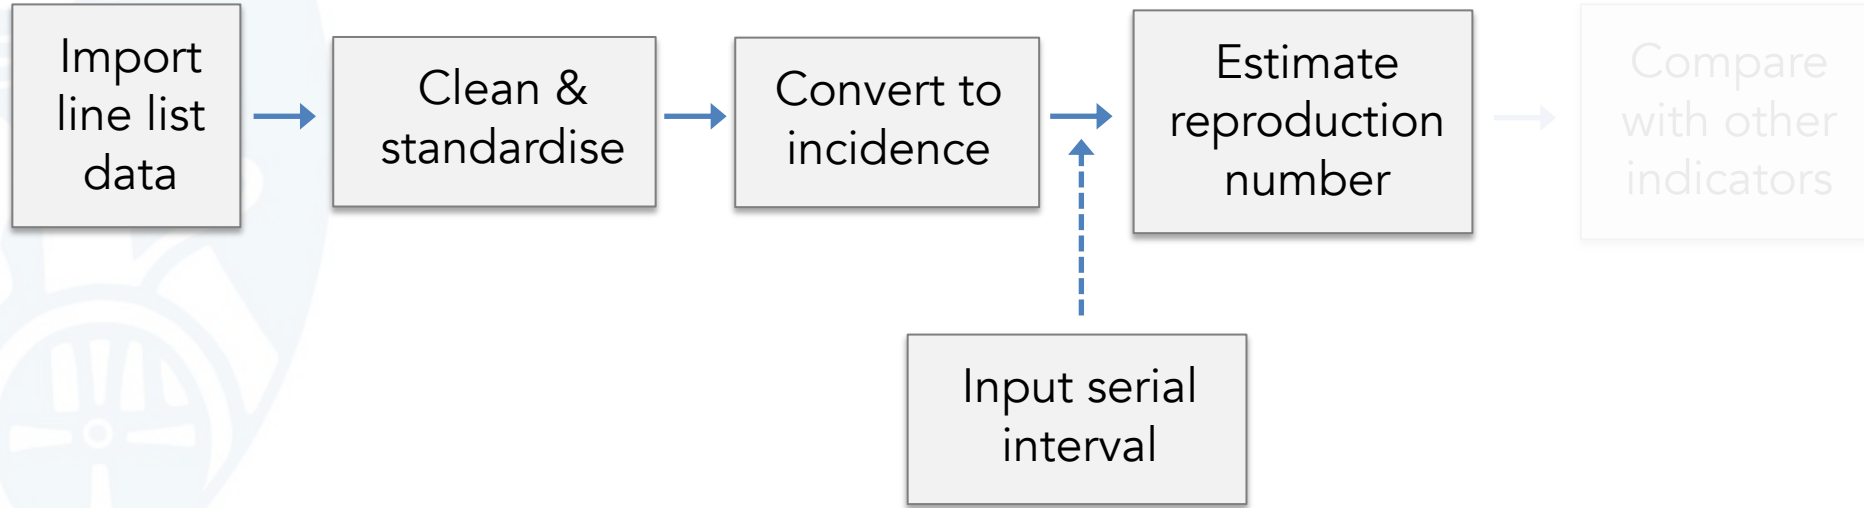 Import
line list
data
Clean &
standardise
Convert to
incidence
Estimate
reproduction
number
Compare
with other
indicators
Input serial
interval